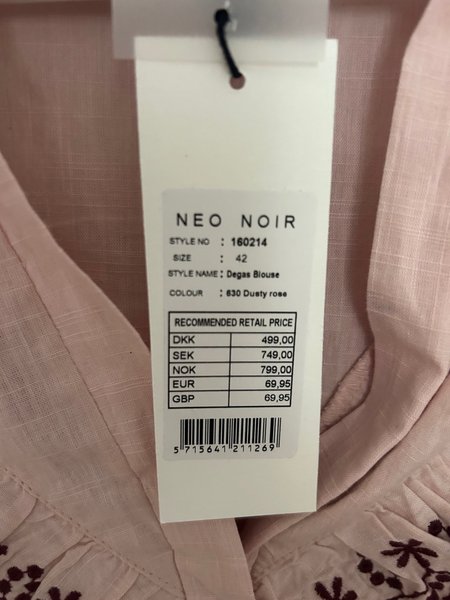 NEO NOIR
STYLE NO : 160214
SIZE : 42
STYLE NAME : Degas Blouse
COLOUR : 630 Dusty rose
RECOMMENDED RETAIL PRICE
DKK 499,00
SEK 749,00
NOK 799,00
EUR 69,95
GBP 69,95
5 715641 211269